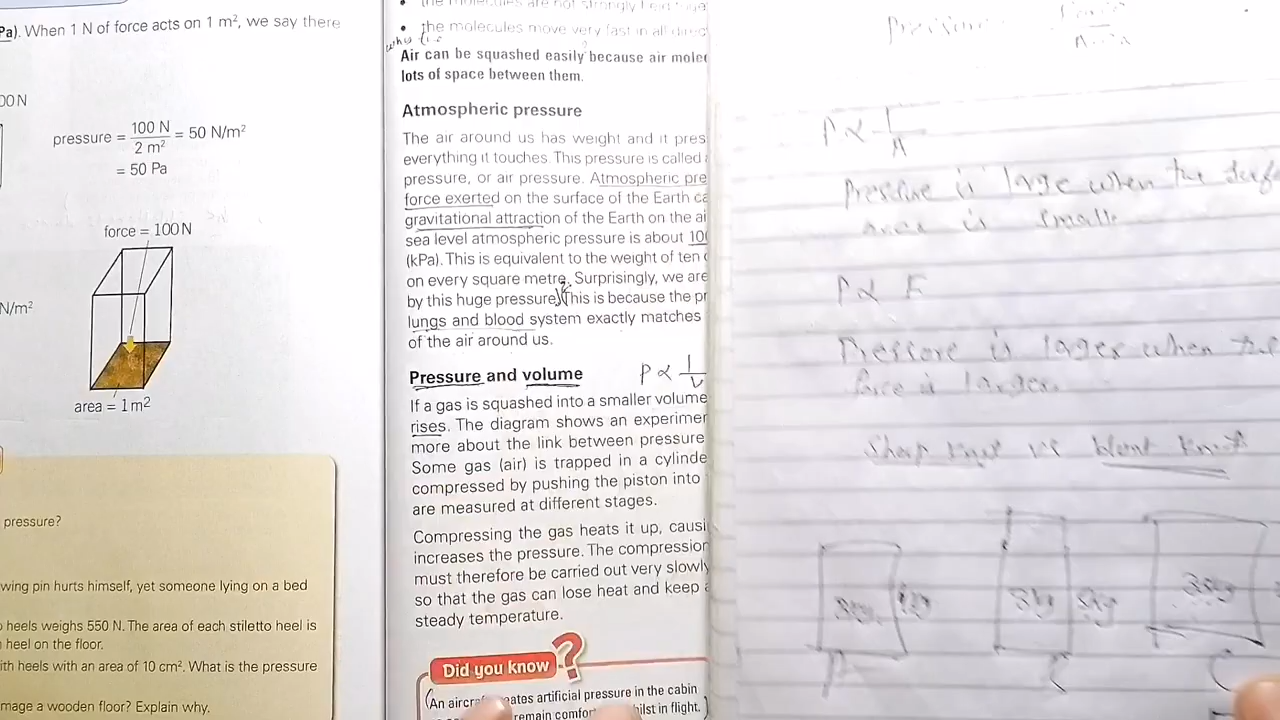 Pa). When 1 N of force acts on 1 m², we say there
00 N
pressure = 100 N / 2 m² = 50 N/m²
= 50 Pa
force = 100 N
N/m²
area = 1 m²
pressure?
wing pin hurts himself, yet someone lying on a bed
heels weighs 550 N. The area of each stiletto heel is
heel on the floor.
ith heels with an area of 10 cm². What is the pressure
mage a wooden floor? Explain why.
• the molecules are not strongly
• the molecules move very fast in all direc
why
Air can be squashed easily because air mole
lots of space between them.
Atmospheric pressure
The air around us has weight and it pres
everything it touches. This pressure is called
pressure, or air pressure. Atmospheric pre
force exerted on the surface of the Earth ca
gravitational attraction of the Earth on the ai
sea level atmospheric pressure is about 10
(kPa). This is equivalent to the weight of ten
on every square metre. Surprisingly, we are
by this huge pressure. This is because the pr
lungs and blood system exactly matches
of the air around us.
Pressure and volume
P ∝ 1/V
If a gas is squashed into a smaller volume
rises. The diagram shows an experimen
more about the link between pressure
Some gas (air) is trapped in a cylinde
compressed by pushing the piston into
are measured at different stages.
Compressing the gas heats it up, causi
increases the pressure. The compression
must therefore be carried out very slowly
so that the gas can lose heat and keep a
steady temperature.
Did you know ?
An aircra eates artificial pressure in the cabin
remain comfor hilst in flight.
P ∝ 1/A
Pressure is large when the surf
area is small
P ∝ F
Pressure is larger when the
force is larger.
vs